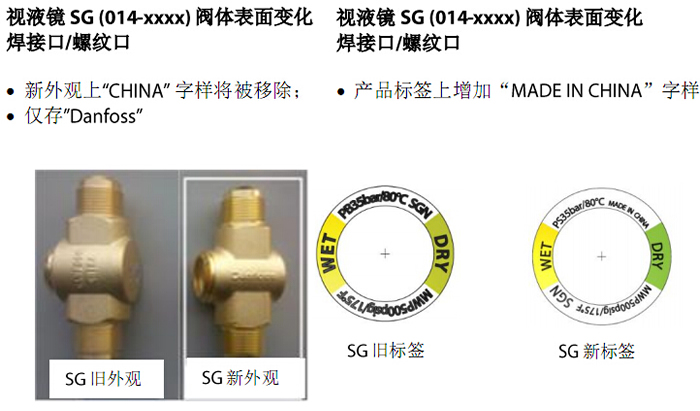 视液镜 SG (014-xxxx) 阀体表面变化
焊接口/螺纹口
• 新外观上“CHINA” 字样将被移除；
• 仅存”Danfoss”
视液镜 SG (014-xxxx) 阀体表面变化
焊接口/螺纹口
• 产品标签上增加“MADE IN CHINA”字样
Danfoss
SG 旧外观
SG 新外观
PB35bar/80°C SGN
WET
DRY
MWP500psig/175°F
SG 旧标签
PS35bar/80°C MADE IN CHINA
WET
DRY
SGN
MWP500psig/175°F
SG 新标签